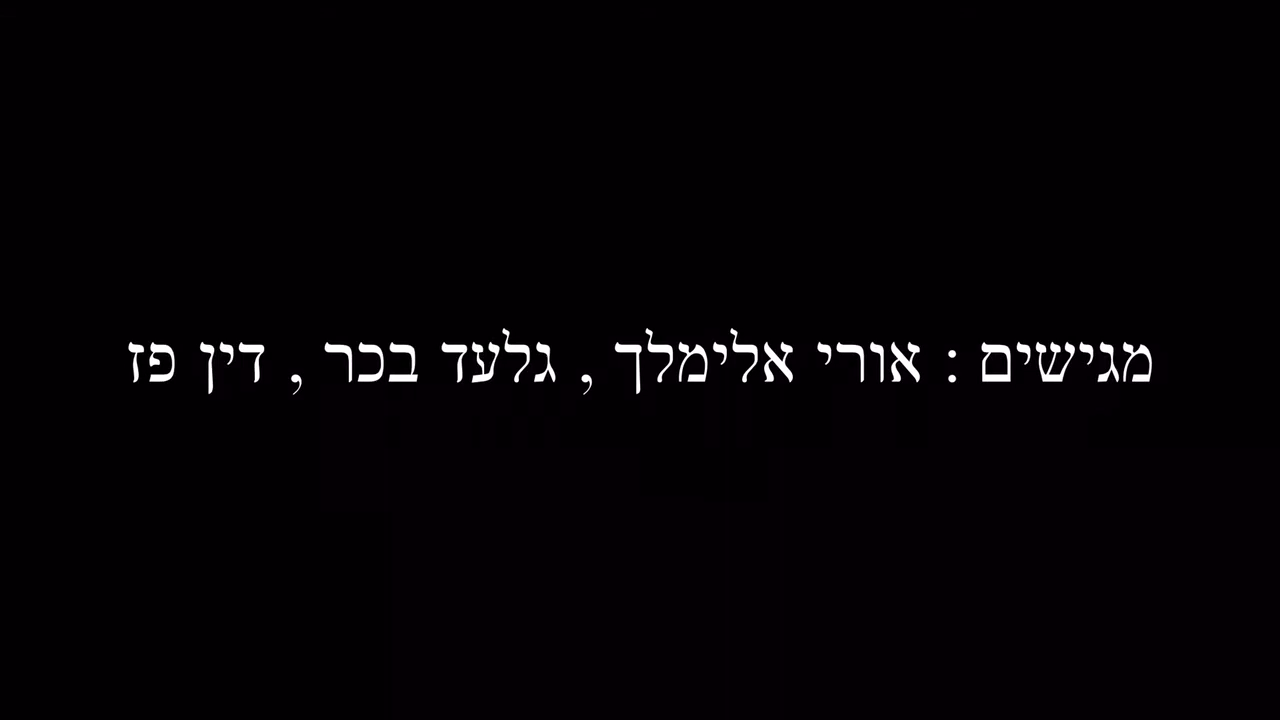 מגישים : אורי אלימלך , גלעד בכר , דין פז